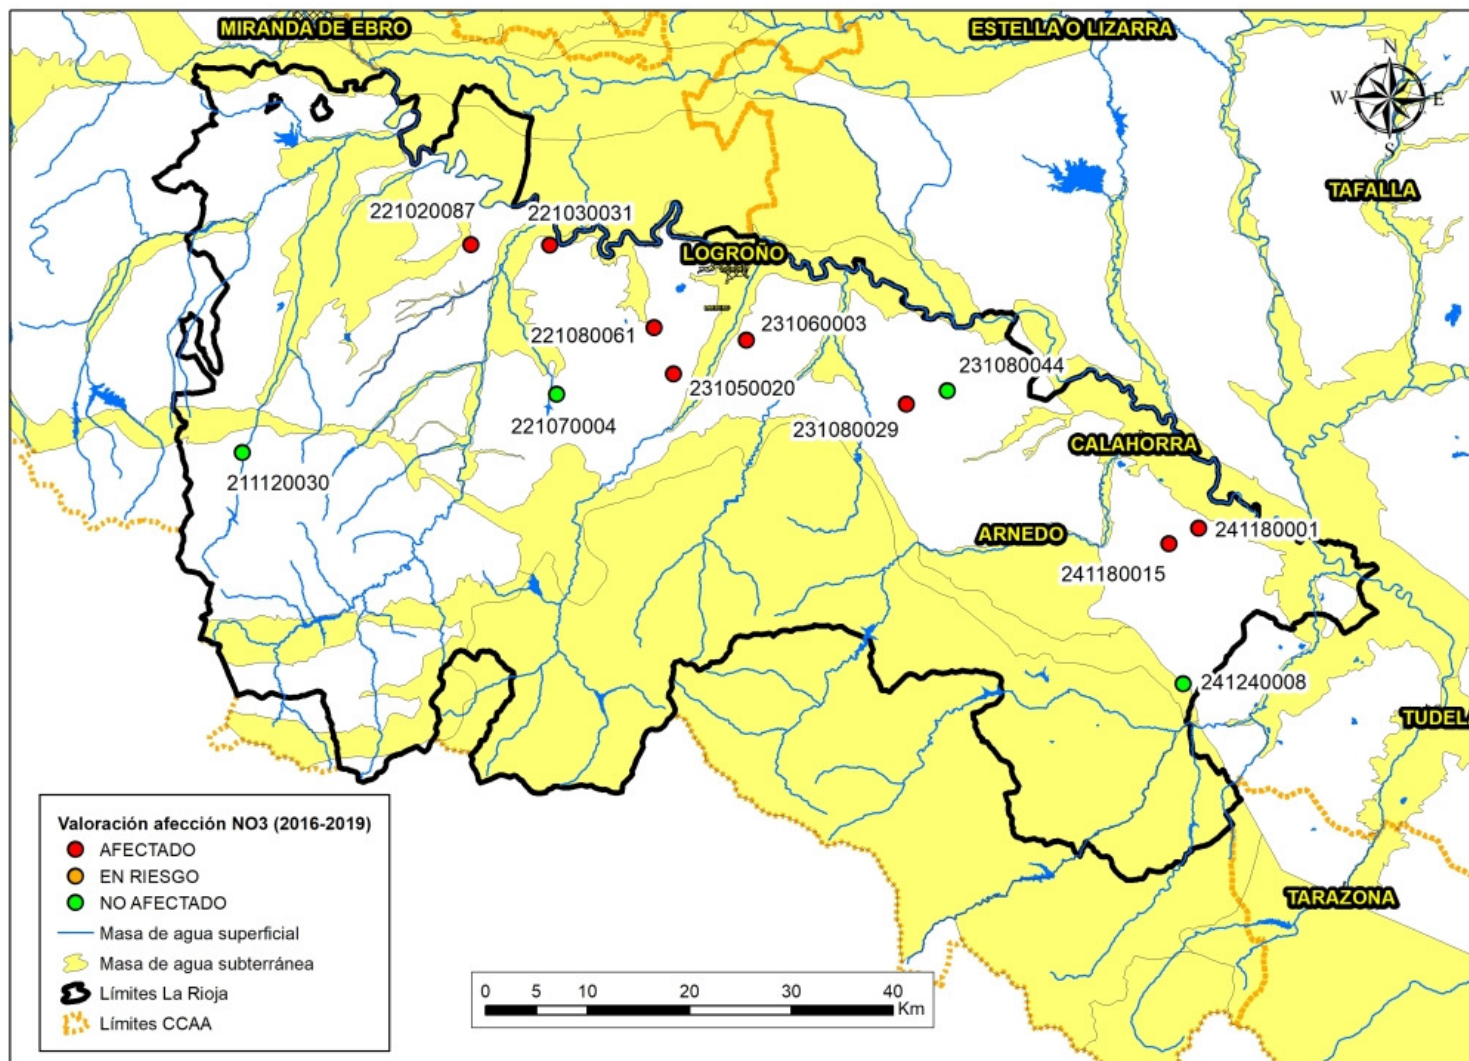 MIRANDA DE EBRO
ESTELLA O LIZARRA
N
W
E
S
TAFALLA
221020087
221030031
LOGROÑO
221080061
231060003
231080044
231050020
221070004
231080029
CALAHORRA
211120030
ARNEDO
241180001
241180015
241240008
TUDELA
TARAZONA
Valoración afección NO3 (2016-2019)
AFECTADO
EN RIESGO
NO AFECTADO
Masa de agua superficial
Masa de agua subterránea
Límites La Rioja
Límites CCAA
0 5 10 20 30 40
Km